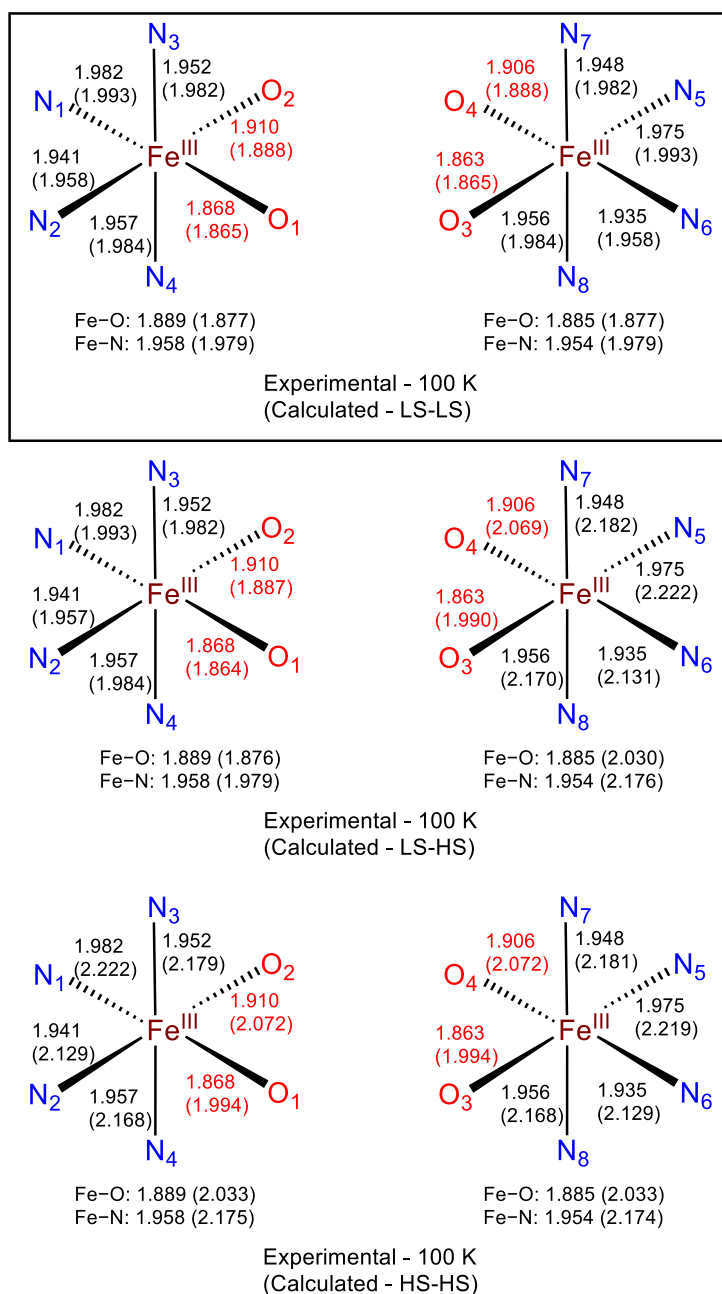 N3 N7
1.982 (1.993) 1.952 (1.982) O2 1.906 (1.888) 1.948 (1.982) N5
N1 1.910 (1.888) O4 1.975 (1.993)
1.941 (1.958) FeIII 1.863 (1.865) FeIII
N2 1.957 (1.984) 1.868 (1.865) O1 O3 1.956 (1.984) 1.935 (1.958) N6
N4 N8
Fe−O: 1.889 (1.877) Fe−O: 1.885 (1.877)
Fe−N: 1.958 (1.979) Fe−N: 1.954 (1.979)
Experimental - 100 K
(Calculated - LS-LS)
N3 N7
1.982 (1.993) 1.952 (1.982) O2 1.906 (2.069) 1.948 (2.182) N5
N1 1.910 (1.887) O4 1.975 (2.222)
1.941 (1.957) FeIII 1.863 (1.990) FeIII
N2 1.957 (1.984) 1.868 (1.864) O1 O3 1.956 (2.170) 1.935 (2.131) N6
N4 N8
Fe−O: 1.889 (1.876) Fe−O: 1.885 (2.030)
Fe−N: 1.958 (1.979) Fe−N: 1.954 (2.176)
Experimental - 100 K
(Calculated - LS-HS)
N3 N7
1.982 (2.222) 1.952 (2.179) O2 1.906 (2.072) 1.948 (2.181) N5
N1 1.910 (2.072) O4 1.975 (2.219)
1.941 (2.129) FeIII 1.863 (1.994) FeIII
N2 1.957 (2.168) 1.868 (1.994) O1 O3 1.956 (2.168) 1.935 (2.129) N6
N4 N8
Fe−O: 1.889 (2.033) Fe−O: 1.885 (2.033)
Fe−N: 1.958 (2.175) Fe−N: 1.954 (2.174)
Experimental - 100 K
(Calculated - HS-HS)